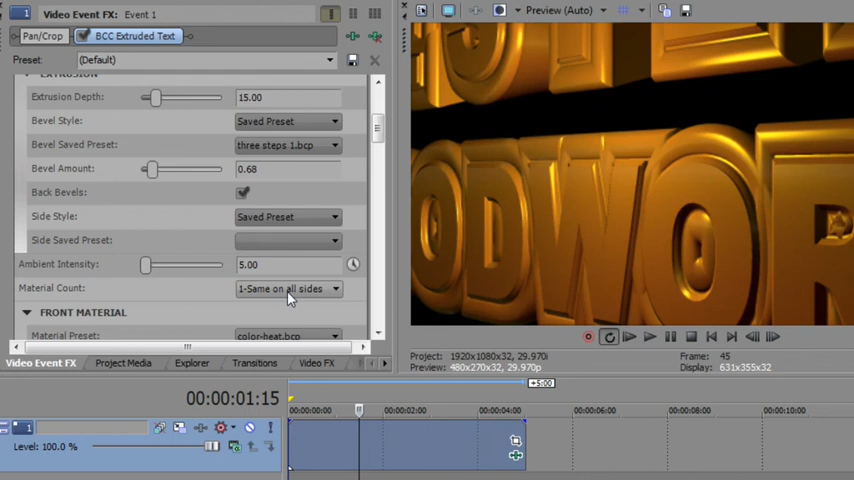 Video Event FX: Event 1
Pan/Crop BCC Extruded Text
Preset: (Default)
Preview (Auto)
EXTRUSION
Extrusion Depth: 15.00
Bevel Style: Saved Preset
Bevel Saved Preset: three steps 1.bcp
Bevel Amount: 0.68
Back Bevels:
Side Style: Saved Preset
Side Saved Preset:
Ambient Intensity: 5.00
Material Count: 1-Same on all sides
FRONT MATERIAL
Material Preset: color-heat.bcp
ODWOR
Video Event FX Project Media Explorer Transitions Video FX
Project: 1920x1080x32, 29.970i
Preview: 480x270x32, 29.970p
Frame: 45
Display: 631x355x32
00:00:01:15
+5:00
00:00:00:00 00:00:02:00 00:00:04:00 00:00:06:00 00:00:08:00 00:00:10:00
1
Level: 100.0 %